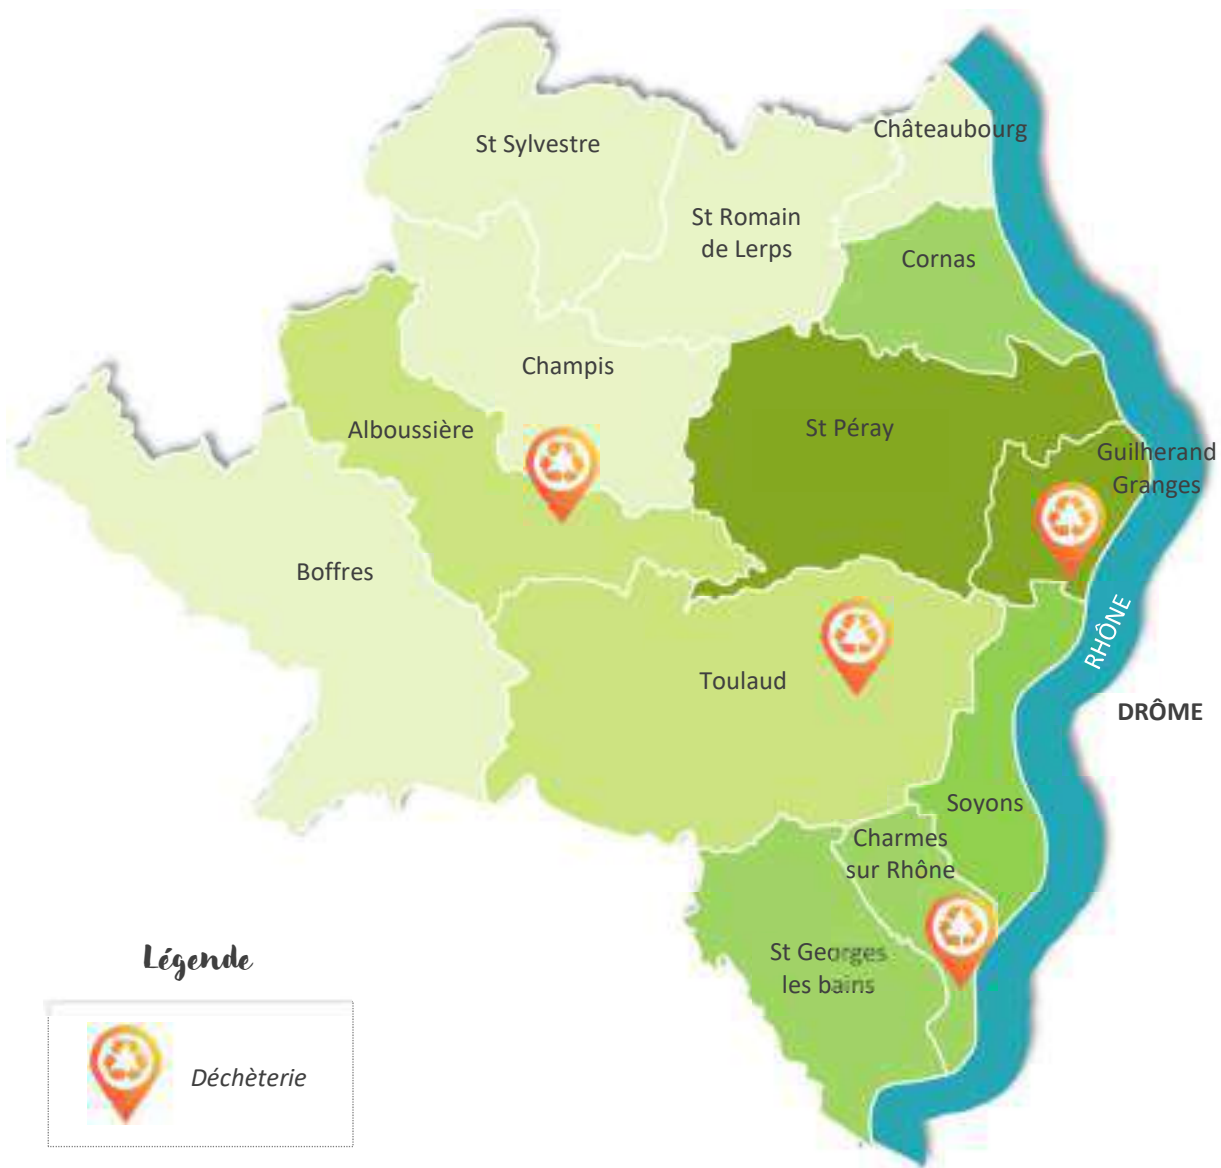 St Sylvestre
Châteaubourg
St Romain
de Lerps
Cornas
Champis
Alboussière
St Péray
Guilherand
Granges
Boffres
RHÔNE
Toulaud
DRÔME
Soyons
Charmes
sur Rhône
St Georges
les bains
Légende
Déchèterie